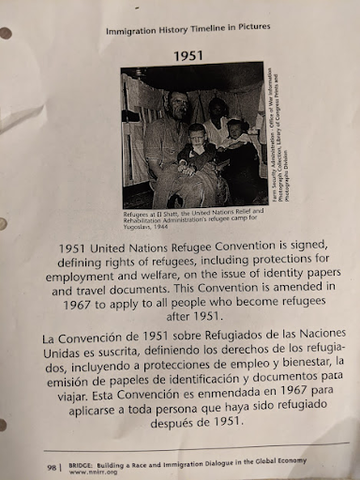 Immigration History Timeline in Pictures
1951
Farm Security Administration - Office of War Information
Photograph Collection, Library of Congress Prints and
Photographs Division
Refugees at El Shatt, the United Nations Relief and
Rehabilitation Administration's refugee camp for
Yugoslavs, 1944
1951 United Nations Refugee Convention is signed,
defining rights of refugees, including protections for
employment and welfare, on the issue of identity papers
and travel documents. This Convention is amended in
1967 to apply to all people who become refugees
after 1951.
La Convención de 1951 sobre Refugiados de las Naciones
Unidas es suscrita, definiendo los derechos de los refugia-
dos, incluyendo a protecciones de empleo y bienestar, la
emisión de papeles de identificación y documentos para
viajar. Esta Convención es enmendada en 1967 para
aplicarse a toda persona que haya sido refugiado
después de 1951.
98 | BRIDGE: Building a Race and Immigration Dialogue in the Global Economy
www.nnirr.org